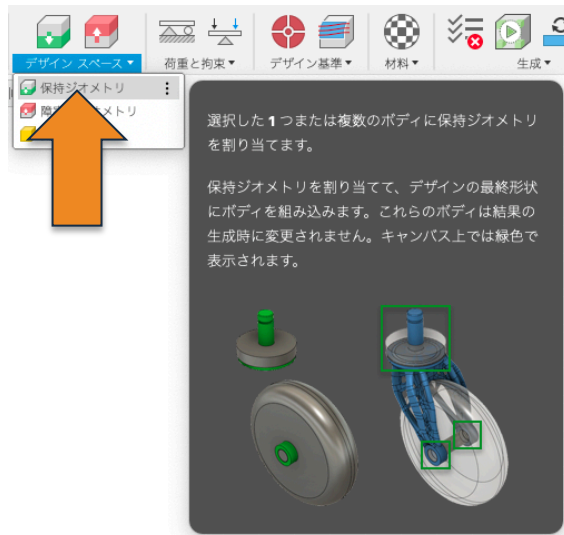 デザイン スペース ▾
荷重と拘束 ▾
デザイン基準 ▾
材料 ▾
生成 ▾
保持ジオメトリ
メトリ
選択した 1 つまたは複数のボディに保持ジオメトリ
を割り当てます。
保持ジオメトリを割り当てて、デザインの最終形状
にボディを組み込みます。これらのボディは結果の
生成時に変更されません。キャンバス上では緑色で
表示されます。